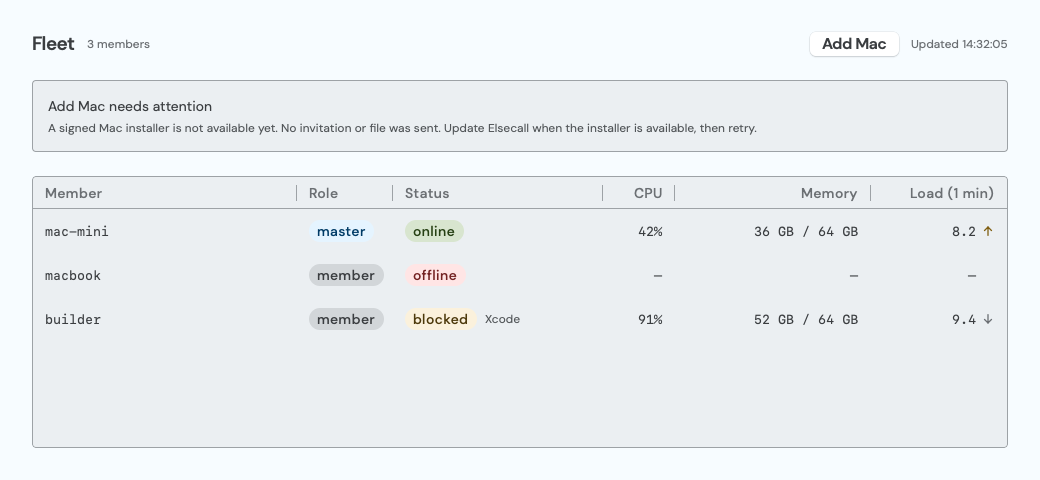 Fleet 3 members Add Mac Updated 14:32:05
Add Mac needs attention
A signed Mac installer is not available yet. No invitation or file was sent. Update Elsecall when the installer is available, then retry.
Member Role Status CPU Memory Load (1 min)
mac-mini master online 42% 36 GB / 64 GB 8.2 ↑
macbook member offline — — —
builder member blocked Xcode 91% 52 GB / 64 GB 9.4 ↓